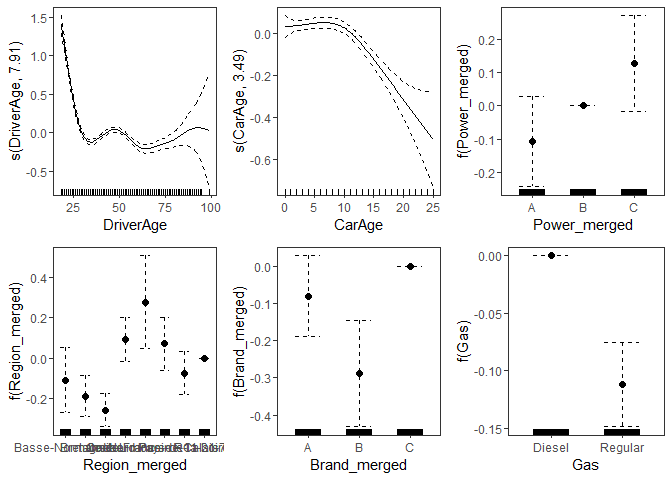 s(DriverAge, 7.91)
1.5
1.0
0.5
0.0
-0.5
25 50 75 100
DriverAge
s(CarAge, 3.49)
0.0
-0.2
-0.4
-0.6
0 5 10 15 20 25
CarAge
f(Power_merged)
0.2
0.1
0.0
-0.1
-0.2
A B C
Power_merged
f(Region_merged)
0.4
0.2
0.0
-0.2
Region_merged
f(Brand_merged)
0.0
-0.1
-0.2
-0.3
-0.4
A B C
Brand_merged
f(Gas)
0.00
-0.05
-0.10
-0.15
Diesel Regular
Gas